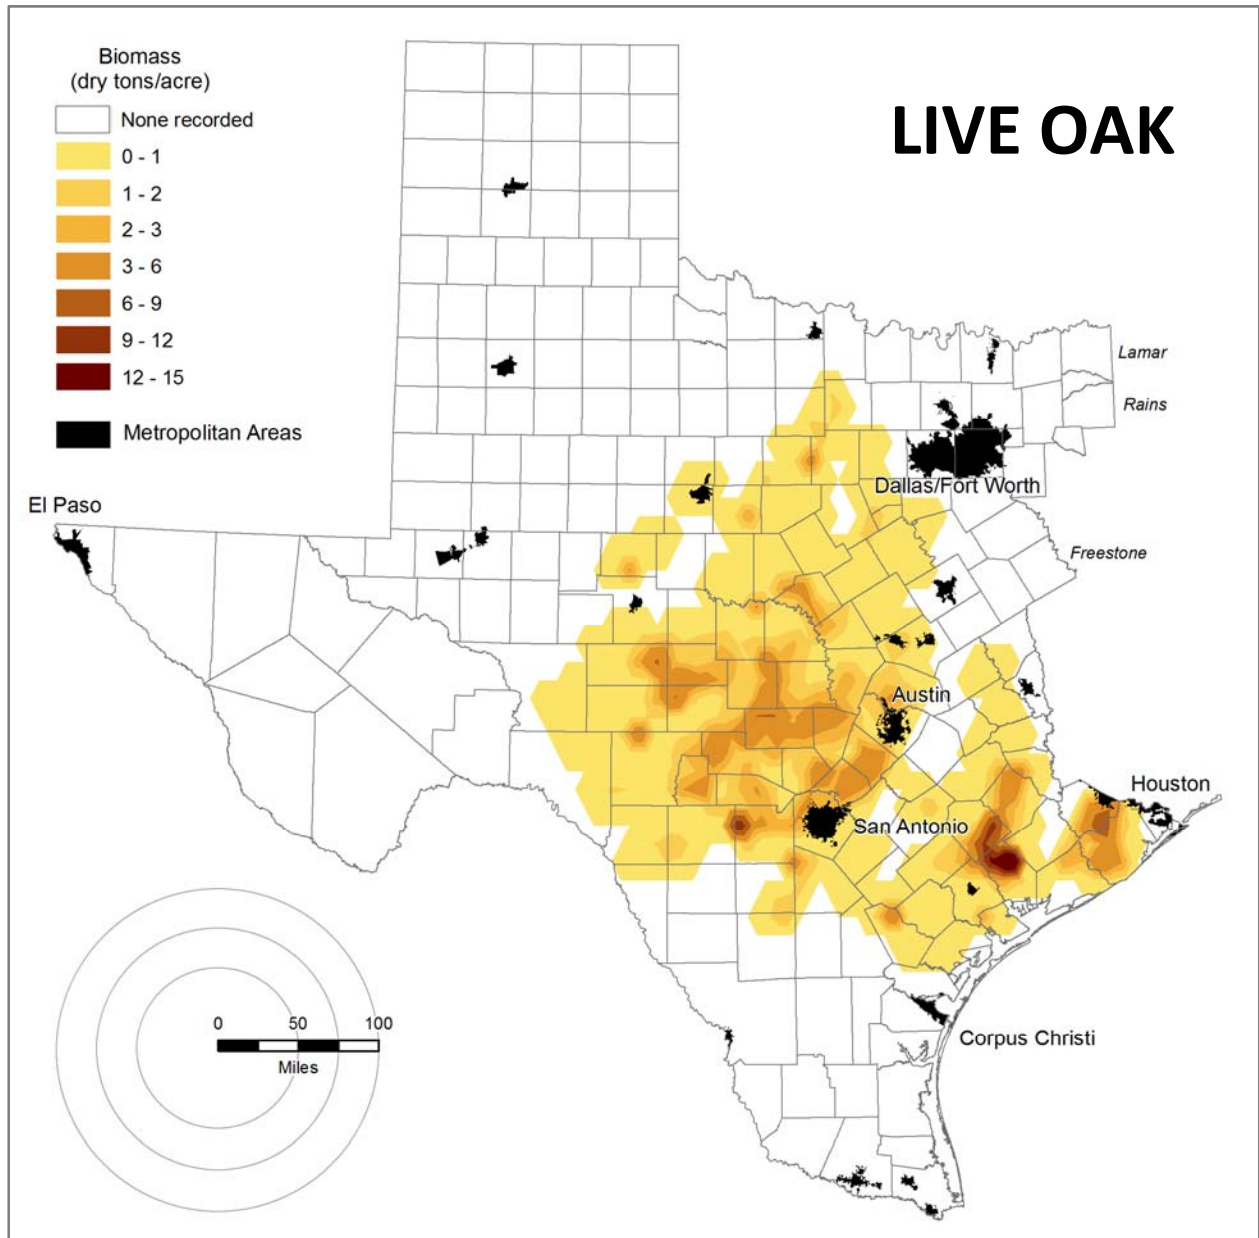 LIVE OAK
Biomass
(dry tons/acre)
None recorded
0 - 1
1 - 2
2 - 3
3 - 6
6 - 9
9 - 12
12 - 15
Metropolitan Areas
Lamar
Rains
Dallas/Fort Worth
El Paso
Freestone
Austin
Houston
San Antonio
Corpus Christi
0 50 100
Miles